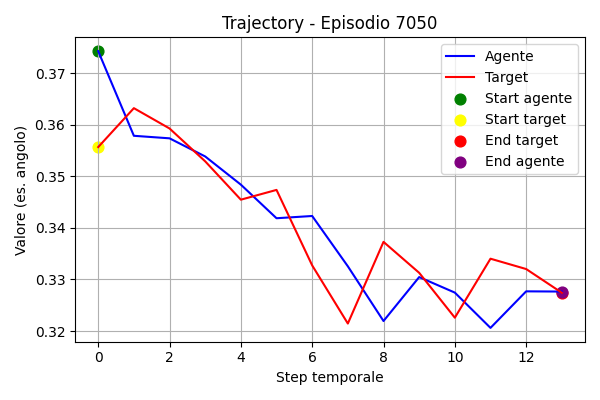 Trajectory - Episodio 7050
Valore (es. angolo)
0.37
0.36
0.35
0.34
0.33
0.32
Agente
Target
Start agente
Start target
End target
End agente
0 2 4 6 8 10 12
Step temporale